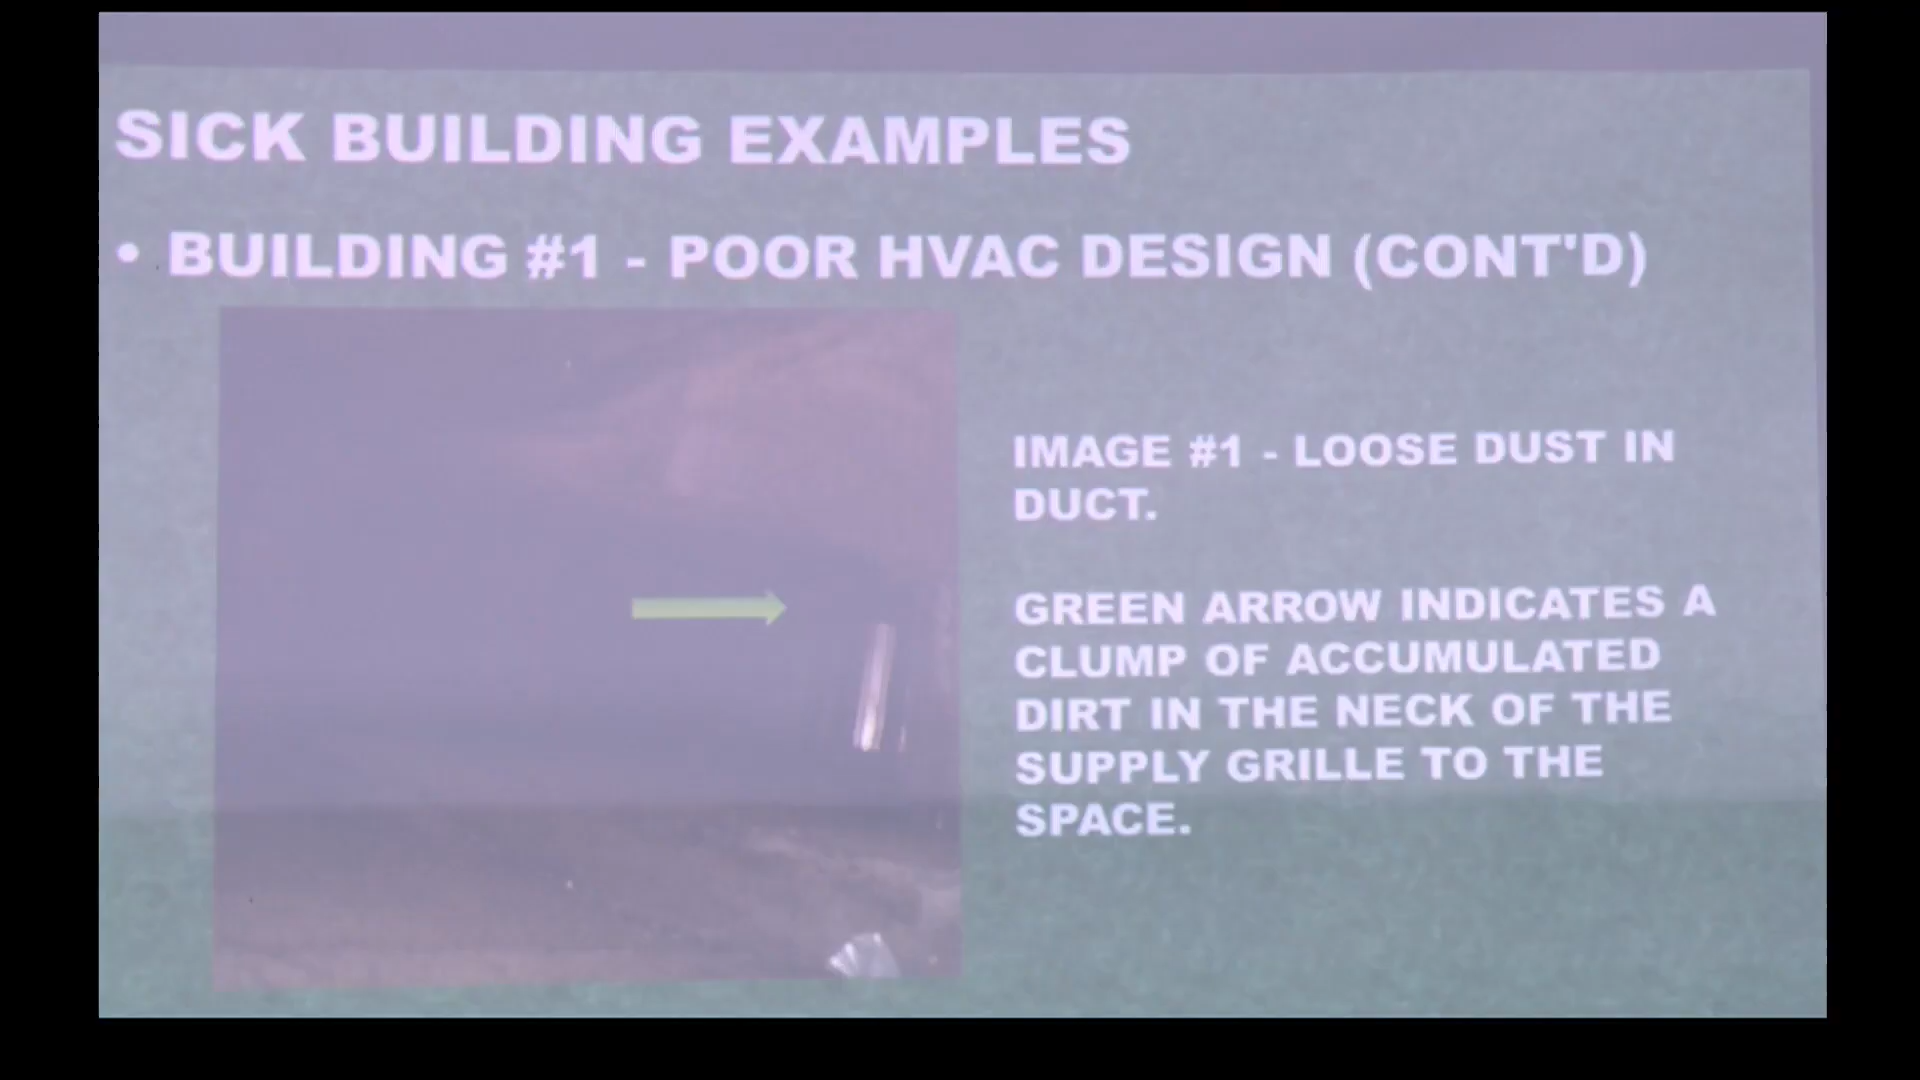 SICK BUILDING EXAMPLES
• BUILDING #1 - POOR HVAC DESIGN (CONT'D)
IMAGE #1 - LOOSE DUST IN
DUCT.
GREEN ARROW INDICATES A
CLUMP OF ACCUMULATED
DIRT IN THE NECK OF THE
SUPPLY GRILLE TO THE
SPACE.